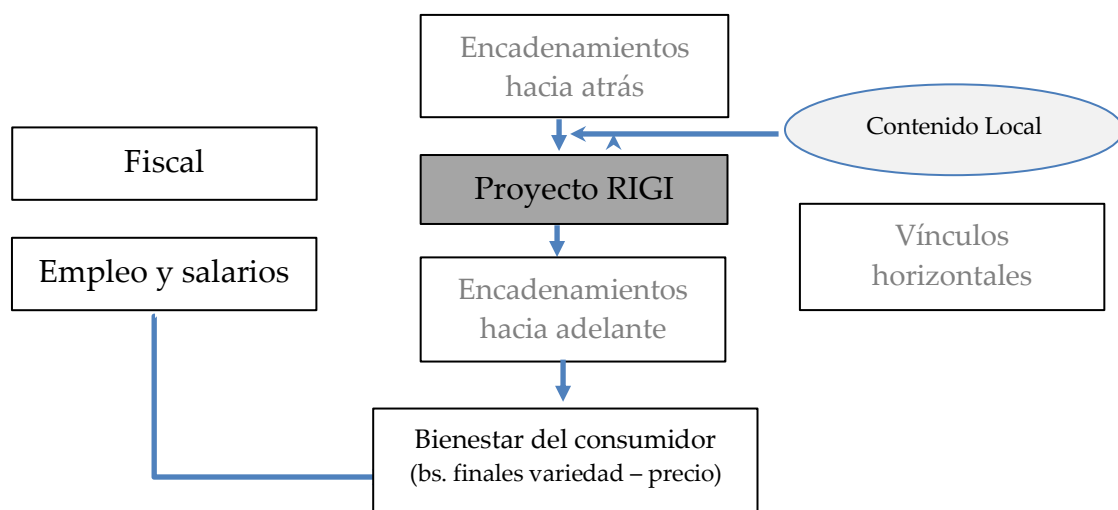 Encadenamientos
hacia atrás
Contenido Local
Fiscal
Proyecto RIGI
Vínculos
horizontales
Empleo y salarios
Encadenamientos
hacia adelante
Bienestar del consumidor
(bs. finales variedad – precio)